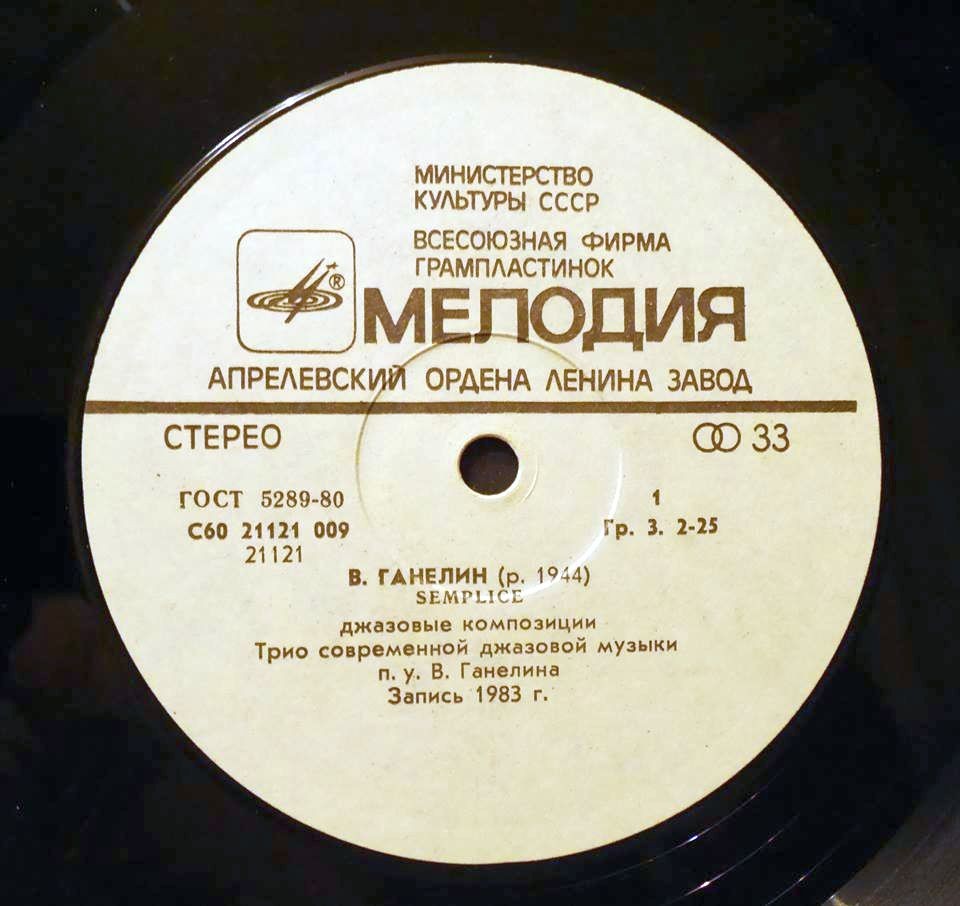 МИНИСТЕРСТВО
КУЛЬТУРЫ СССР
ВСЕСОЮЗНАЯ ФИРМА
ГРАМПЛАСТИНОК
®
МЕЛОДИЯ
АПРЕЛЕВСКИЙ ОРДЕНА ЛЕНИНА ЗАВОД
СТЕРЕО
33
ГОСТ 5289-80
1
С60 21121 009
Гр. 3. 2-25
21121
В. ГАНЕЛИН (р. 1944)
SEMPLICE
джазовые композиции
Трио современной джазовой музыки
п. у. В. Ганелина
Запись 1983 г.